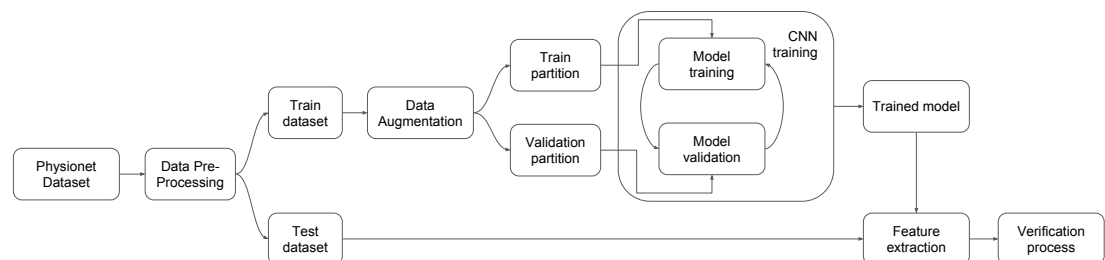 Physionet
Dataset
Data Pre-
Processing
Train
dataset
Test
dataset
Data
Augmentation
Train
partition
Validation
partition
CNN
training
Model
training
Model
validation
Trained model
Feature
extraction
Verification
process